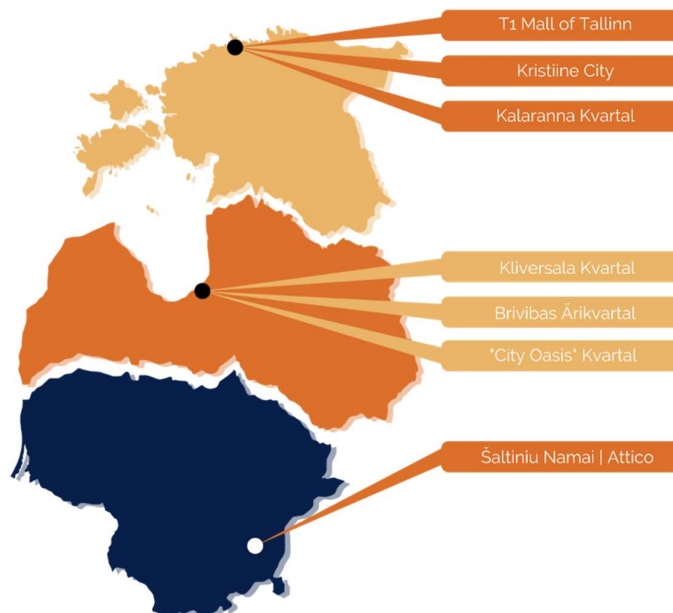 T1 Mall of Tallinn
Kristiine City
Kalaranna Kvartal
Kliversala Kvartal
Brivibas Ärikvartal
"City Oasis" Kvartal
Šaltiniu Namai | Attico